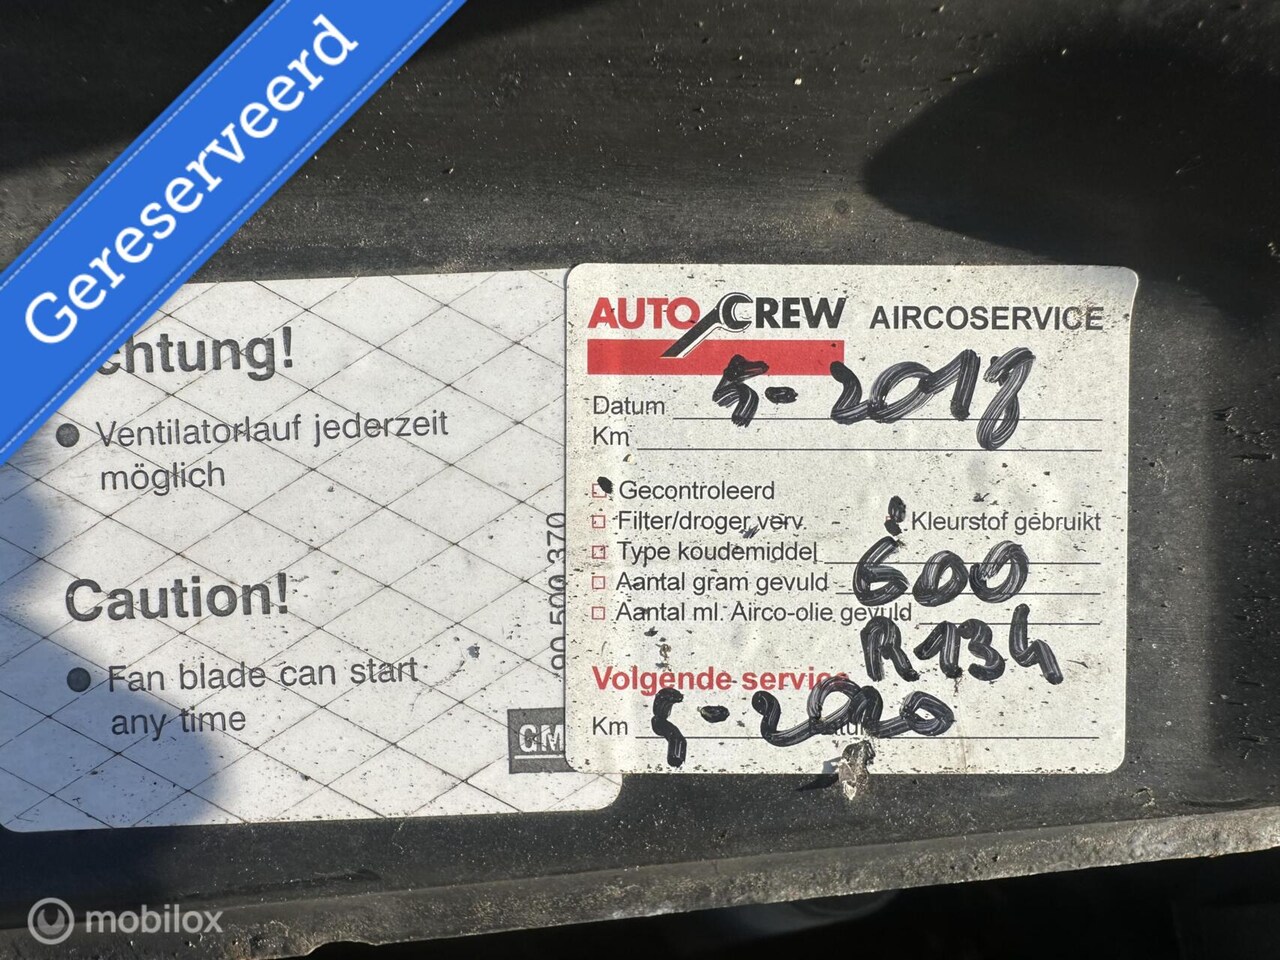 Gereserveerd
chtung!
● Ventilatorlauf jederzeit
möglich
Caution!
● Fan blade can start
any time
90 500 370
GM
AUTO CREW AIRCOSERVICE
Datum 5-2018
Km
Gecontroleerd
Filter/droger verv. Kleurstof gebruikt
Type koudemiddel
Aantal gram gevuld 600
Aantal ml. Airco-olie gevuld
R134
Volgende service
Km 5-2020
mobilox